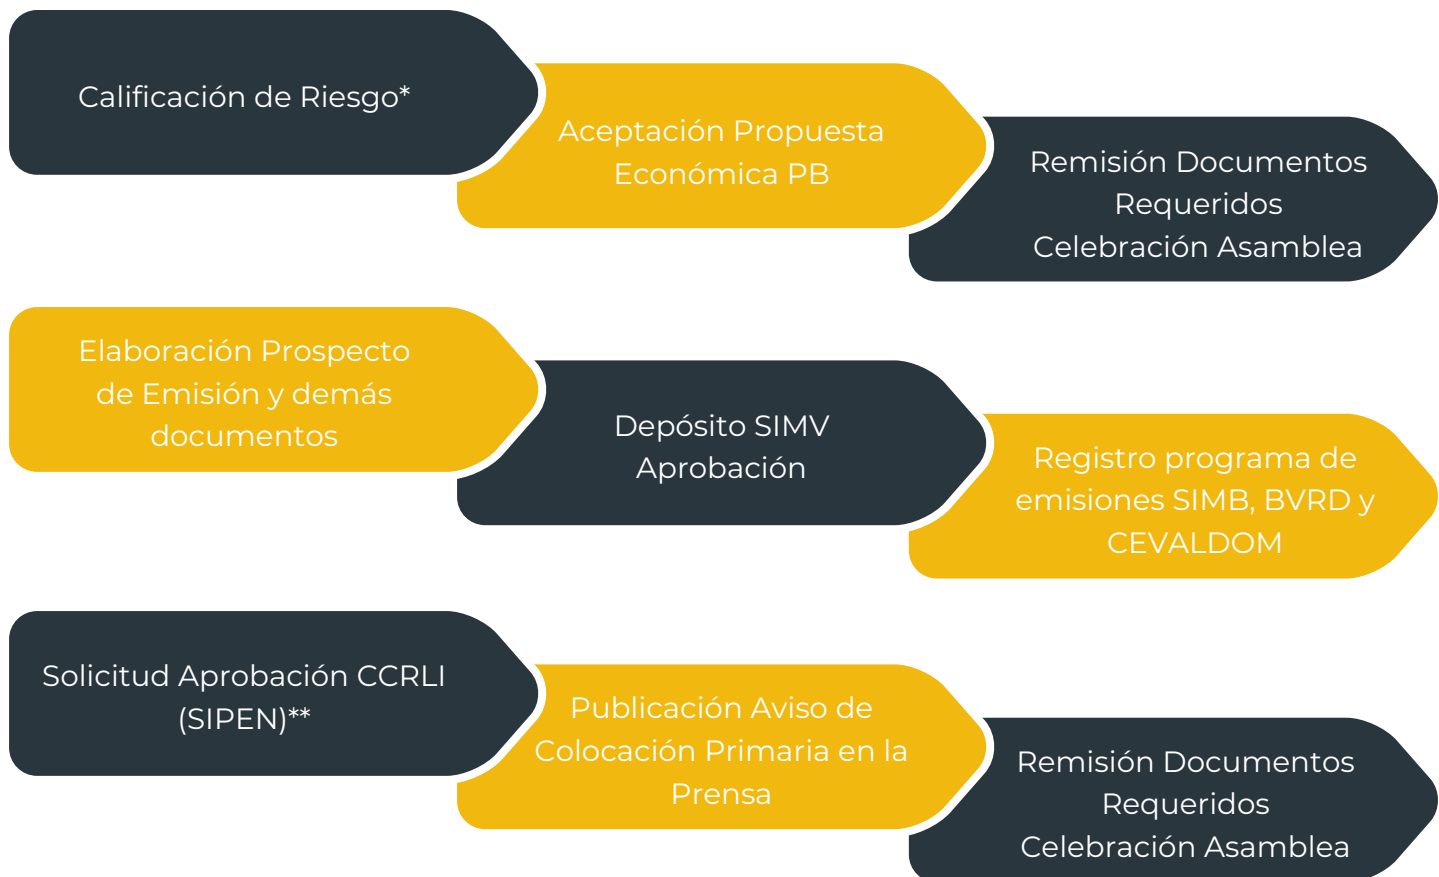 Calificación de Riesgo*
Aceptación Propuesta
Económica PB
Remisión Documentos
Requeridos
Celebración Asamblea
Elaboración Prospecto
de Emisión y demás
documentos
Depósito SIMV
Aprobación
Registro programa de
emisiones SIMB, BVRD y
CEVALDOM
Solicitud Aprobación CCRLI
(SIPEN)**
Publicación Aviso de
Colocación Primaria en la
Prensa
Remisión Documentos
Requeridos
Celebración Asamblea